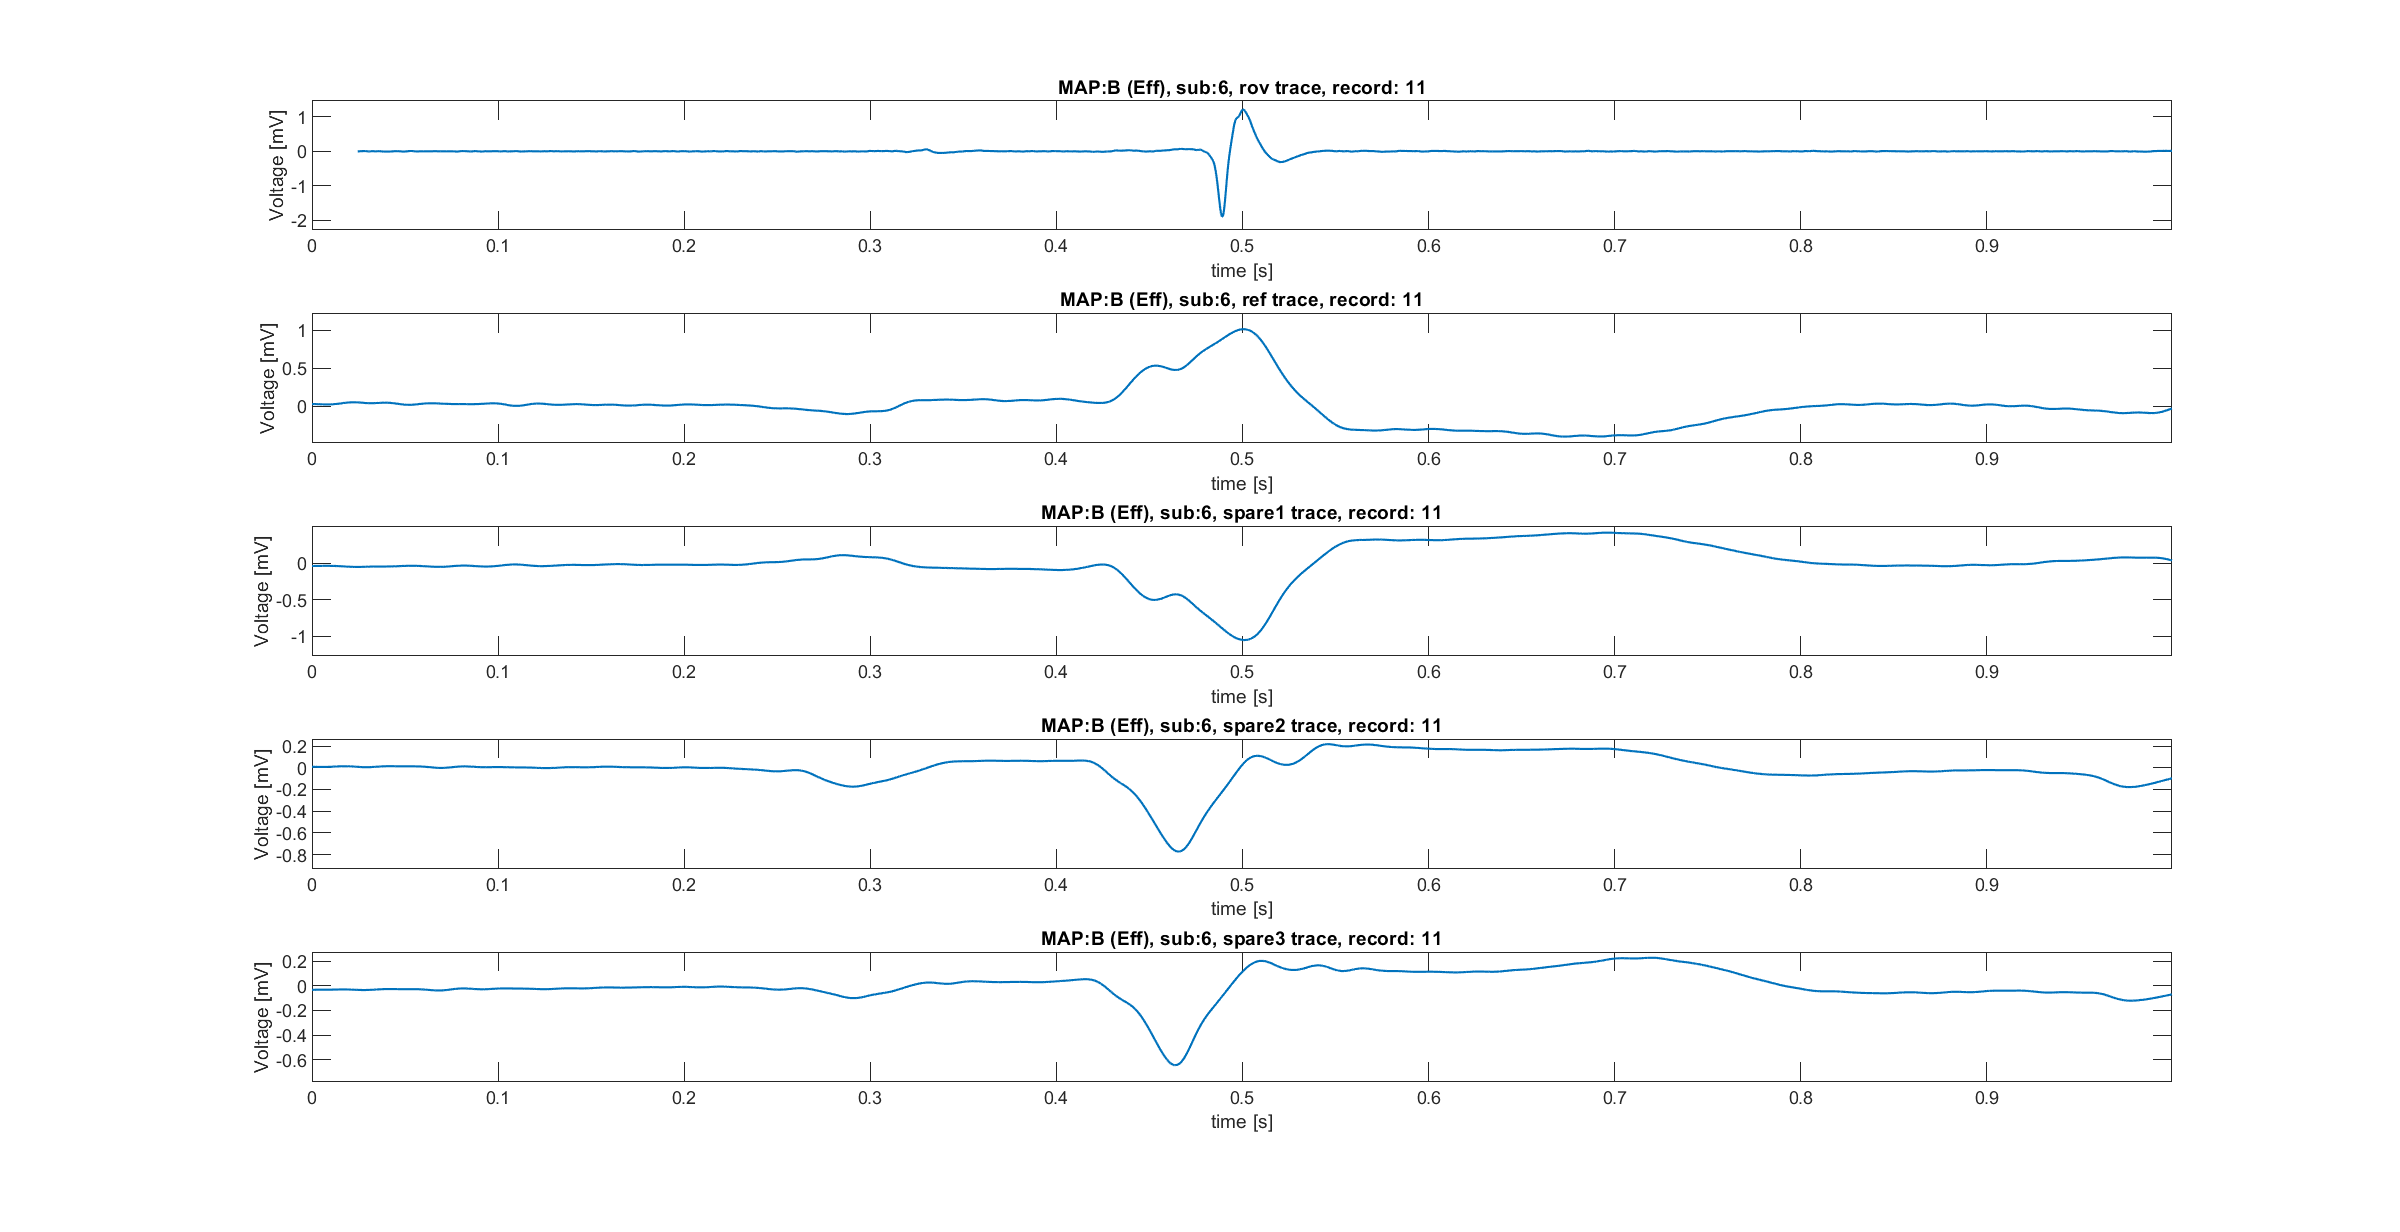 MAP:B (Eff), sub:6, rov trace, record: 11
Voltage [mV]
1
0
-1
-2
0 0.1 0.2 0.3 0.4 0.5 0.6 0.7 0.8 0.9
time [s]
MAP:B (Eff), sub:6, ref trace, record: 11
Voltage [mV]
1
0.5
0
0 0.1 0.2 0.3 0.4 0.5 0.6 0.7 0.8 0.9
time [s]
MAP:B (Eff), sub:6, spare1 trace, record: 11
Voltage [mV]
0
-0.5
-1
0 0.1 0.2 0.3 0.4 0.5 0.6 0.7 0.8 0.9
time [s]
MAP:B (Eff), sub:6, spare2 trace, record: 11
Voltage [mV]
0.2
0
-0.2
-0.4
-0.6
-0.8
0 0.1 0.2 0.3 0.4 0.5 0.6 0.7 0.8 0.9
time [s]
MAP:B (Eff), sub:6, spare3 trace, record: 11
Voltage [mV]
0.2
0
-0.2
-0.4
-0.6
0 0.1 0.2 0.3 0.4 0.5 0.6 0.7 0.8 0.9
time [s]